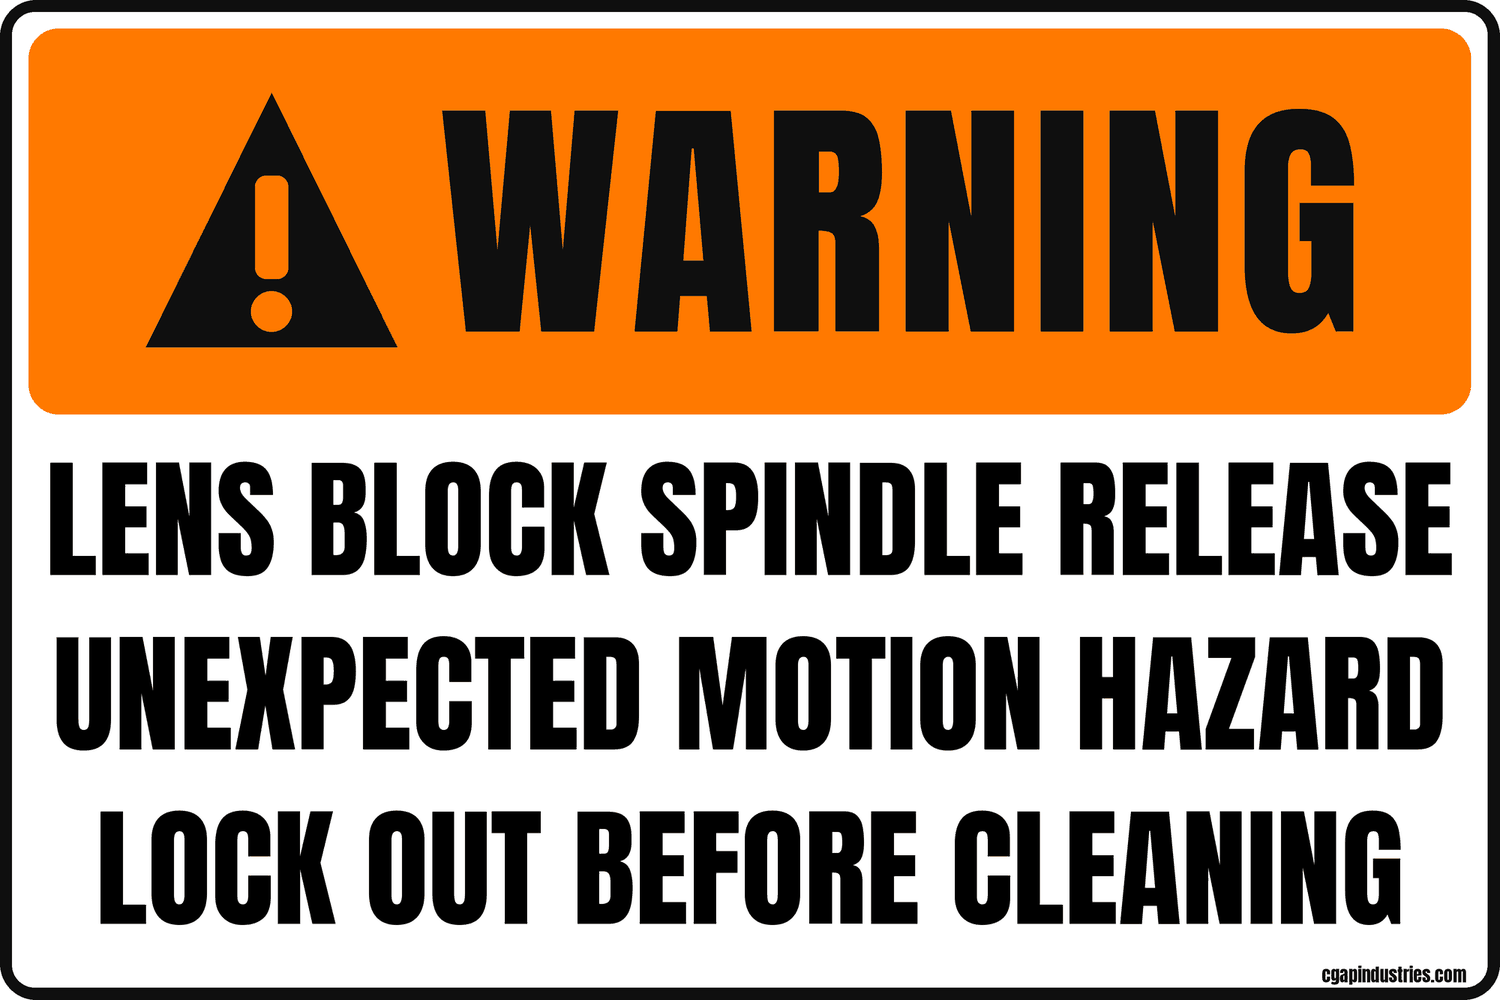 WARNING
LENS BLOCK SPINDLE RELEASE
UNEXPECTED MOTION HAZARD
LOCK OUT BEFORE CLEANING
cgapindustries.com